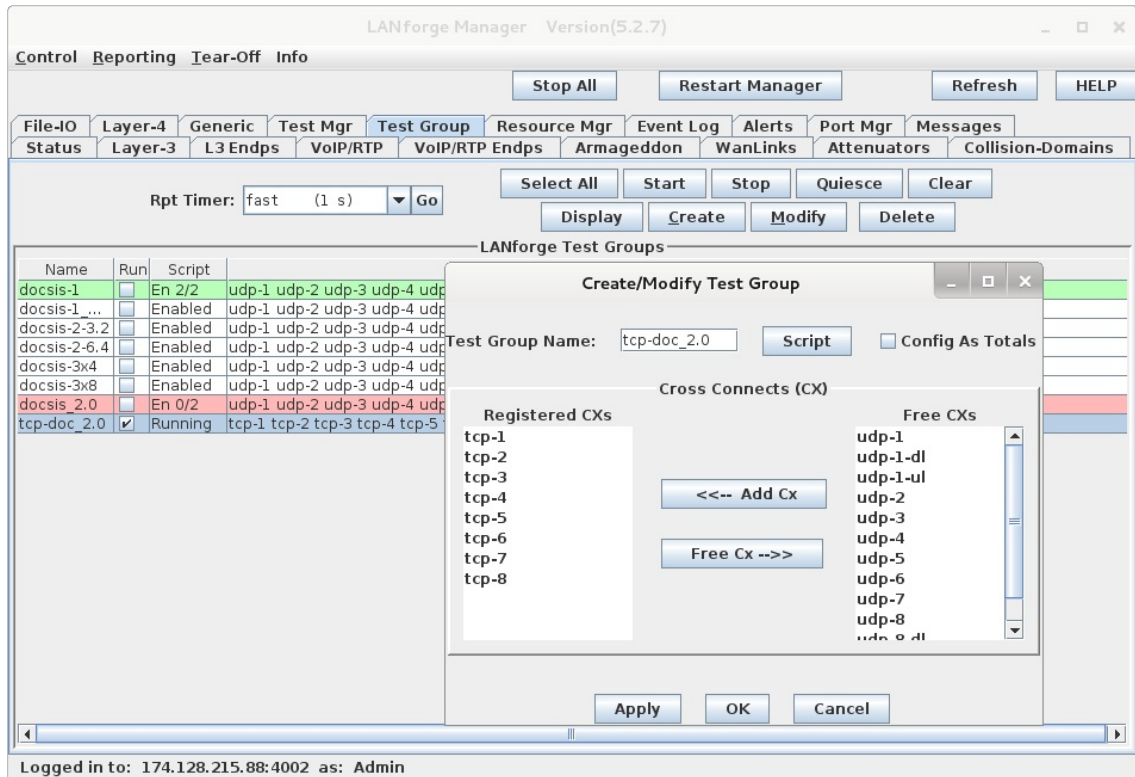 LANforge Manager Version(5.2.7)
Control Reporting Tear-Off Info
Stop All Restart Manager Refresh HELP
File-IO Layer-4 Generic Test Mgr Test Group Resource Mgr Event Log Alerts Port Mgr Messages
Status Layer-3 L3 Endps VoIP/RTP VoIP/RTP Endps Armageddon WanLinks Attenuators Collision-Domains
Rpt Timer: fast (1 s) Go
Select All Start Stop Quiesce Clear
Display Create Modify Delete
LANforge Test Groups
Name Run Script
docsis-1 En 2/2 udp-1 udp-2 udp-3 udp-4 udp
docsis-1_... Enabled udp-1 udp-2 udp-3 udp-4 udp
docsis-2-3.2 Enabled udp-1 udp-2 udp-3 udp-4 udp
docsis-2-6.4 Enabled udp-1 udp-2 udp-3 udp-4 udp
docsis-3x4 Enabled udp-1 udp-2 udp-3 udp-4 udp
docsis-3x8 Enabled udp-1 udp-2 udp-3 udp-4 udp
docsis_2.0 En 0/2 udp-1 udp-2 udp-3 udp-4 udp
tcp-doc_2.0 Running tcp-1 tcp-2 tcp-3 tcp-4 tcp-5
Create/Modify Test Group
Test Group Name: tcp-doc_2.0 Script Config As Totals
Cross Connects (CX)
Registered CXs
tcp-1
tcp-2
tcp-3
tcp-4
tcp-5
tcp-6
tcp-7
tcp-8
<<-- Add Cx
Free Cx -->>
Free CXs
udp-1
udp-1-dl
udp-1-ul
udp-2
udp-3
udp-4
udp-5
udp-6
udp-7
udp-8
udp-8-dl
Apply OK Cancel
Logged in to: 174.128.215.88:4002 as: Admin